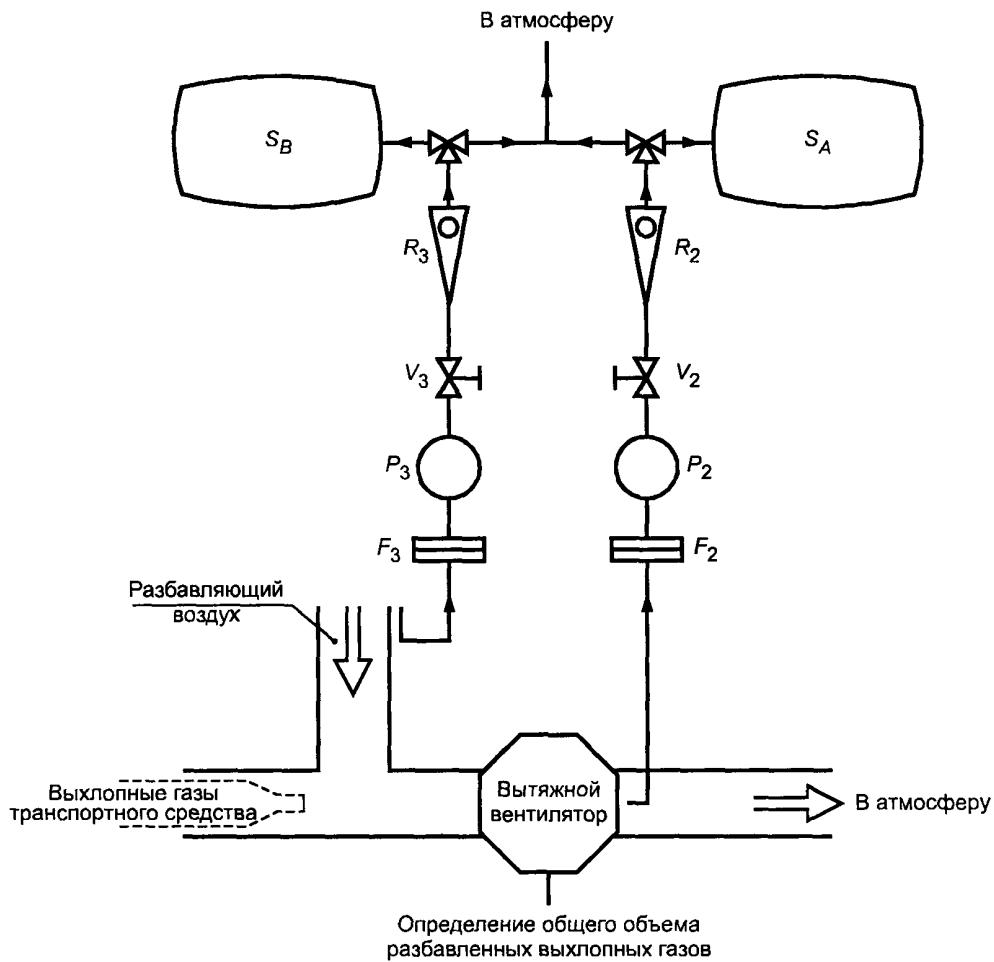 В атмосферу
S_B
S_A
R_3
R_2
V_3
V_2
P_3
P_2
F_3
F_2
Разбавляющий
воздух
Выхлопные газы
транспортного средства
Вытяжной
вентилятор
В атмосферу
Определение общего объема
разбавленных выхлопных газов